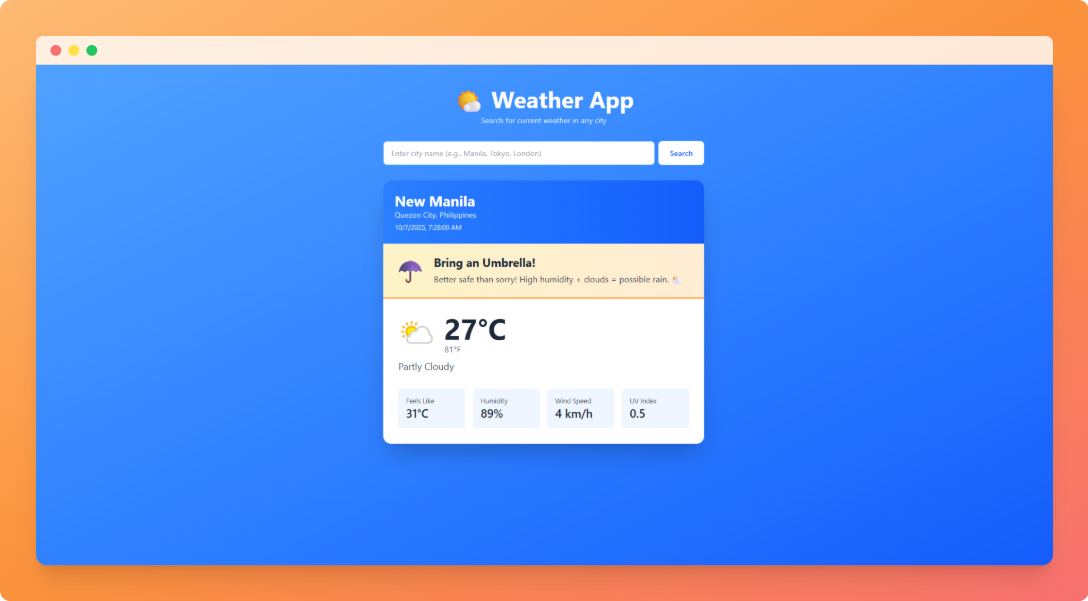 Weather App
Search for current weather in any city
Enter city name (e.g., Manila, Tokyo, London)
Search
New Manila
Quezon City, Philippines
10/7/2025, 7:28:00 AM
Bring an Umbrella!
Better safe than sorry! High humidity + clouds = possible rain.
27°C
81°F
Partly Cloudy
Feels Like
31°C
Humidity
89%
Wind Speed
4 km/h
UV Index
0.5